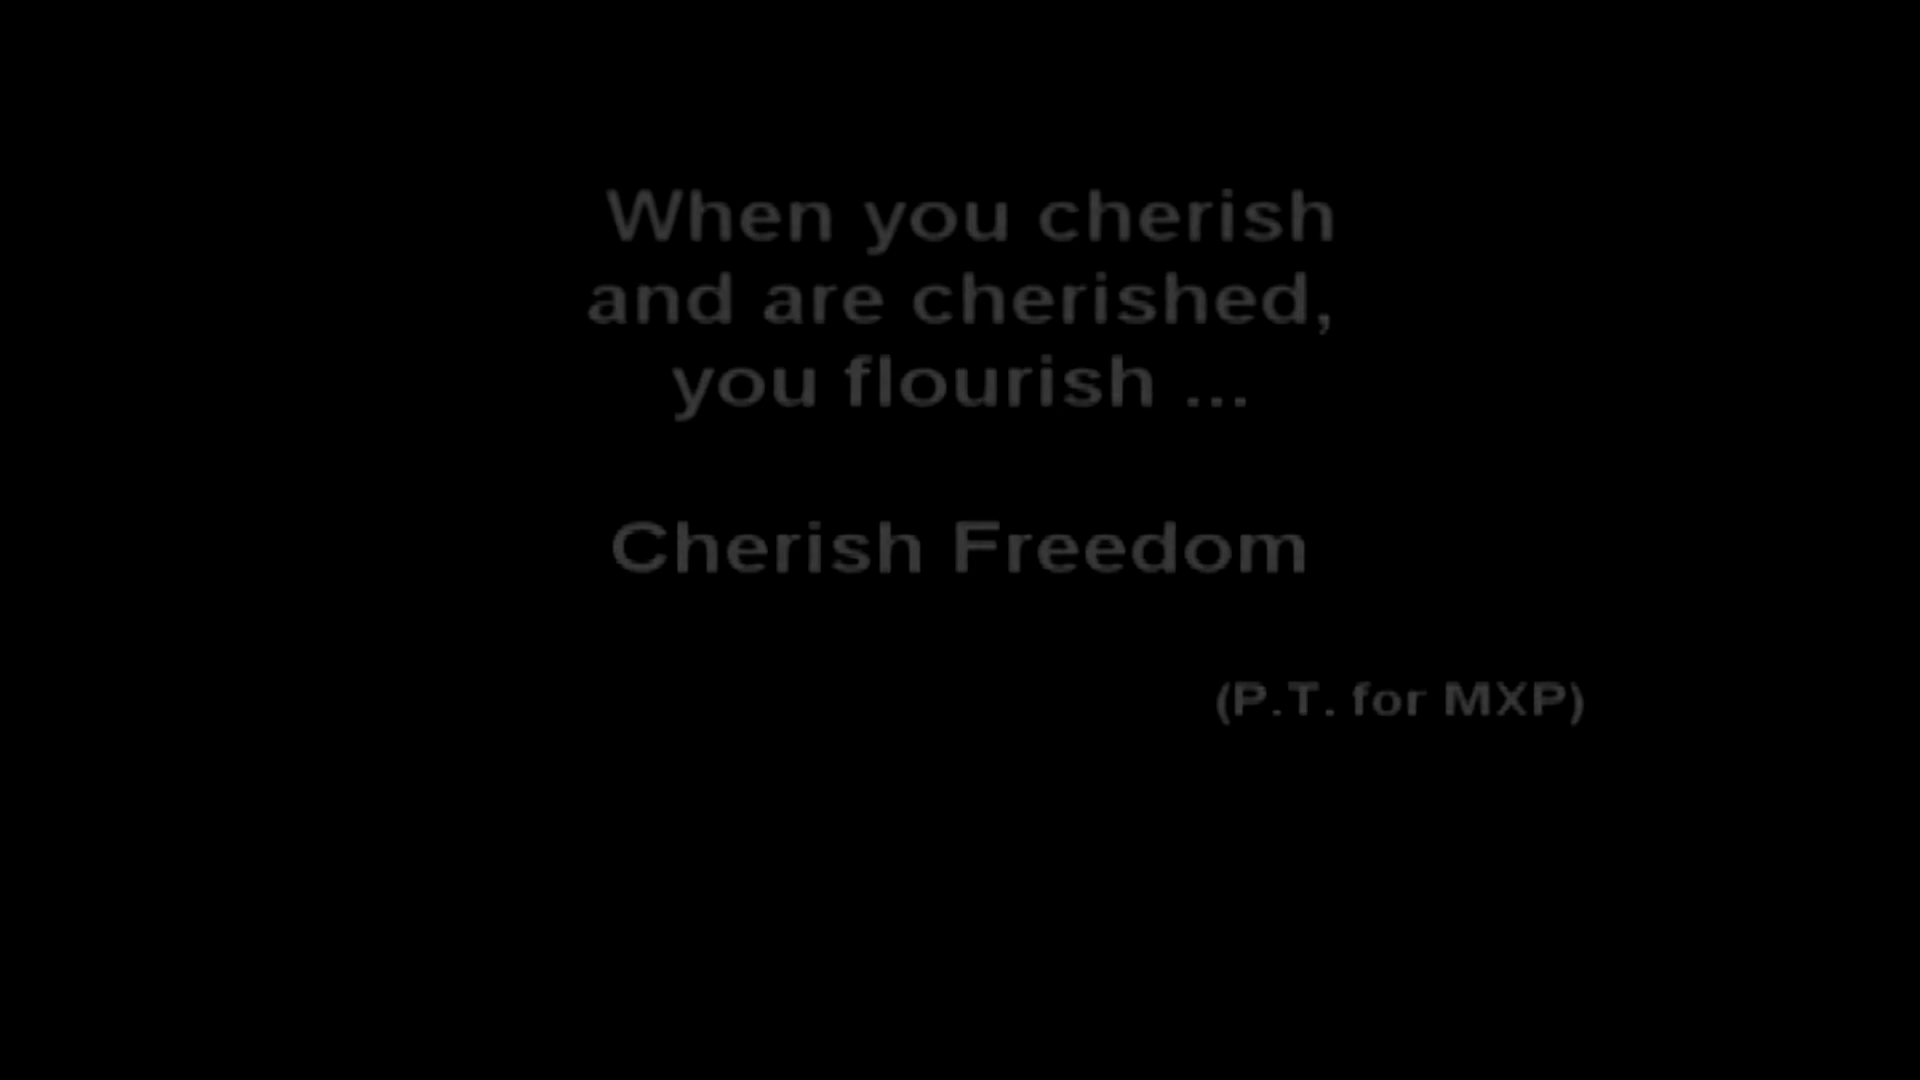 When you cherish
and are cherished,
you flourish ...
Cherish Freedom
(P.T. for MXP)